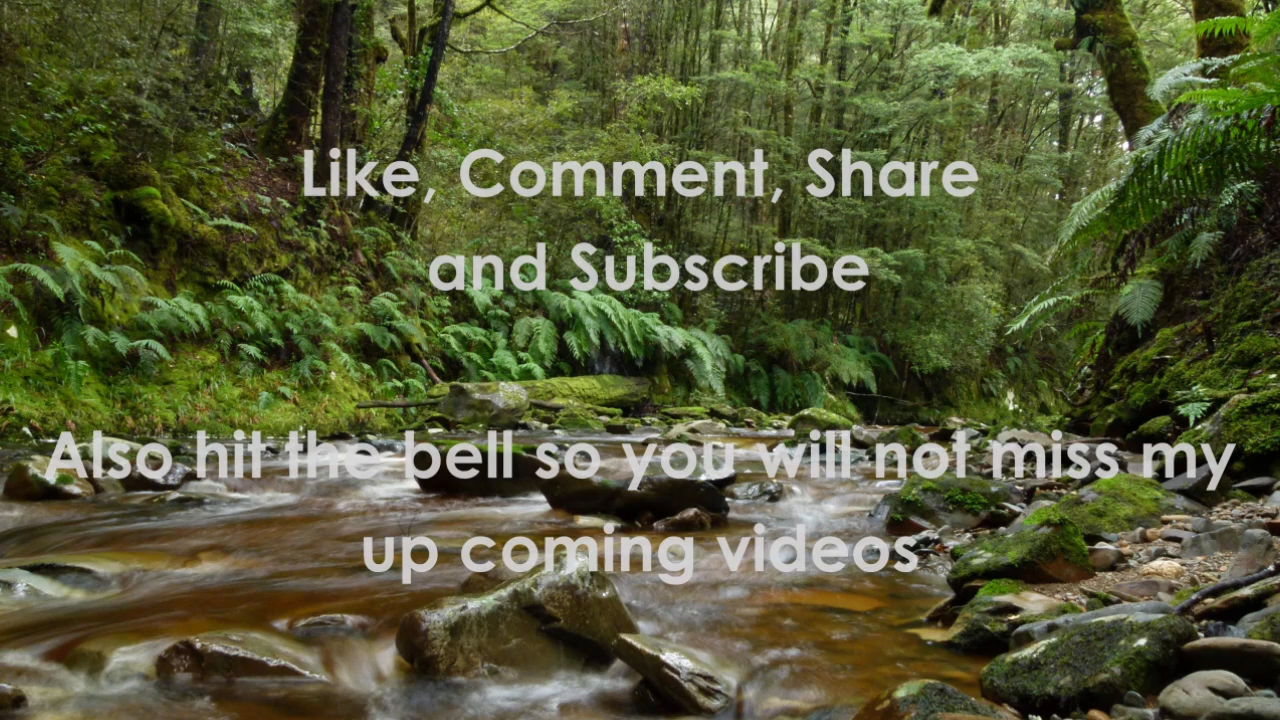 Like, Comment, Share
and Subscribe
Also hit the bell so you will not miss my
up coming videos